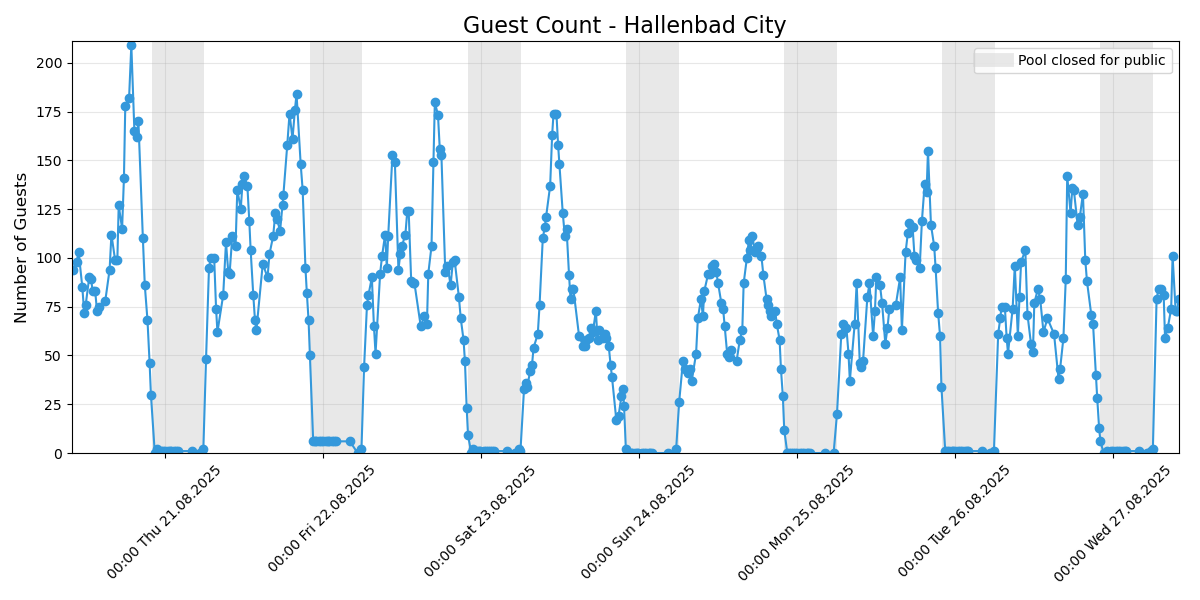 Guest Count - Hallenbad City
Pool closed for public
Number of Guests
200
175
150
125
100
75
50
25
0
00:00 Thu 21.08.2025
00:00 Fri 22.08.2025
00:00 Sat 23.08.2025
00:00 Sun 24.08.2025
00:00 Mon 25.08.2025
00:00 Tue 26.08.2025
00:00 Wed 27.08.2025